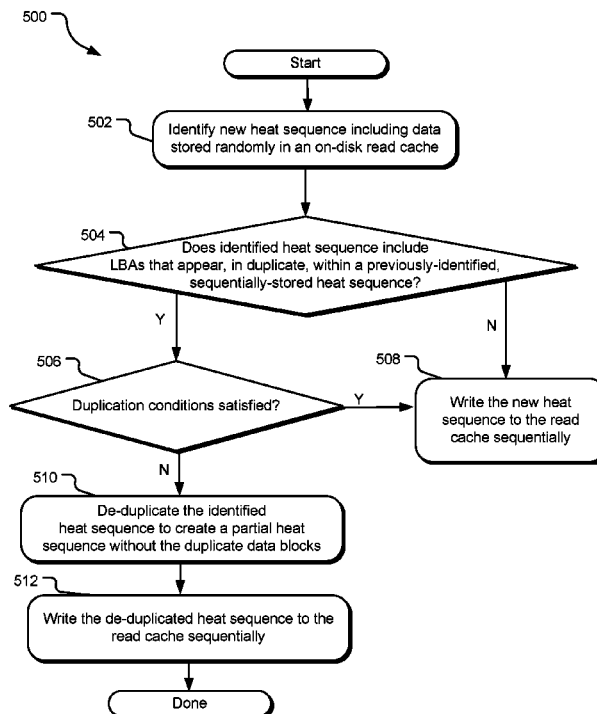 500
Start
502
Identify new heat sequence including data
stored randomly in an on-disk read cache
504
Does identified heat sequence include
LBAs that appear, in duplicate, within a previously-identified,
sequentially-stored heat sequence?
Y
N
506
508
Duplication conditions satisfied?
Y
Write the new heat
sequence to the read
cache sequentially
N
510
De-duplicate the identified
heat sequence to create a partial heat
sequence without the duplicate data blocks
512
Write the de-duplicated heat sequence to the
read cache sequentially
Done